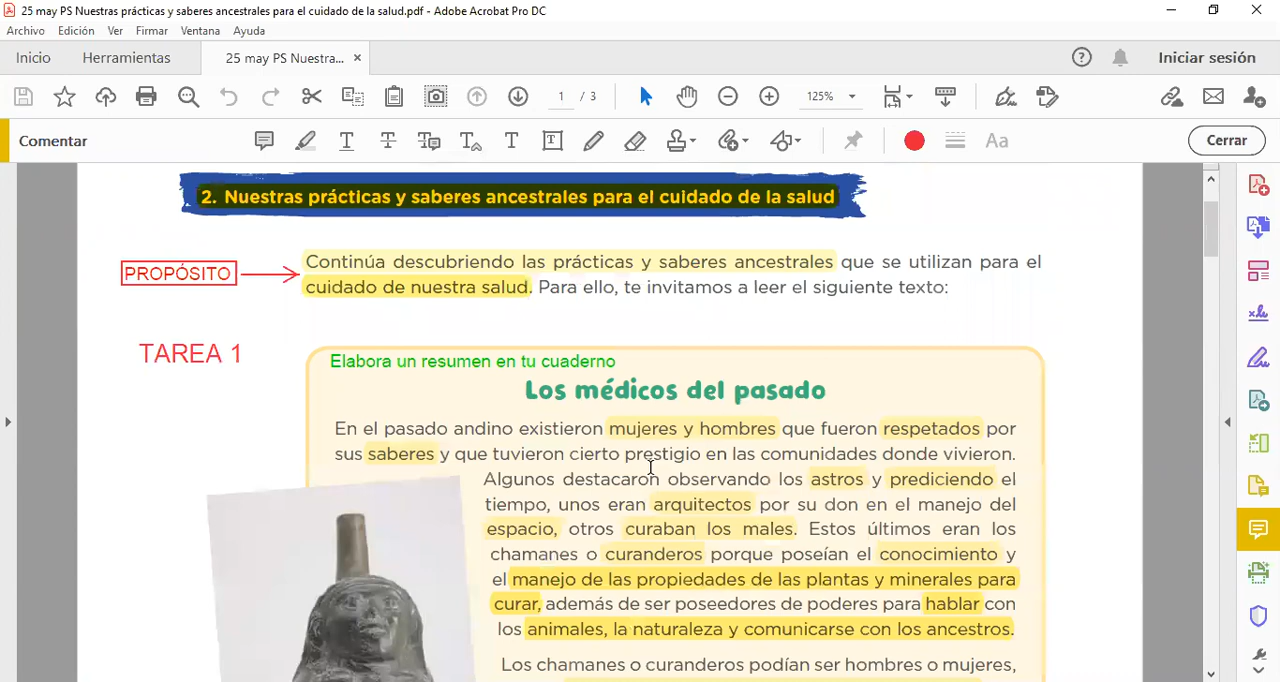 25 may PS Nuestras prácticas y saberes ancestrales para el cuidado de la salud.pdf - Adobe Acrobat Pro DC
Archivo Edición Ver Firmar Ventana Ayuda
Inicio Herramientas 25 may PS Nuestra... × Iniciar sesión
1 / 3 125%
Comentar Aa Cerrar
2. Nuestras prácticas y saberes ancestrales para el cuidado de la salud
PROPÓSITO
Continúa descubriendo las prácticas y saberes ancestrales que se utilizan para el
cuidado de nuestra salud. Para ello, te invitamos a leer el siguiente texto:
TAREA 1
Elabora un resumen en tu cuaderno
Los médicos del pasado
En el pasado andino existieron mujeres y hombres que fueron respetados por
sus saberes y que tuvieron cierto prestigio en las comunidades donde vivieron.
Algunos destacaron observando los astros y prediciendo el
tiempo, unos eran arquitectos por su don en el manejo del
espacio, otros curaban los males. Estos últimos eran los
chamanes o curanderos porque poseían el conocimiento y
el manejo de las propiedades de las plantas y minerales para
curar, además de ser poseedores de poderes para hablar con
los animales, la naturaleza y comunicarse con los ancestros.
Los chamanes o curanderos podían ser hombres o mujeres,